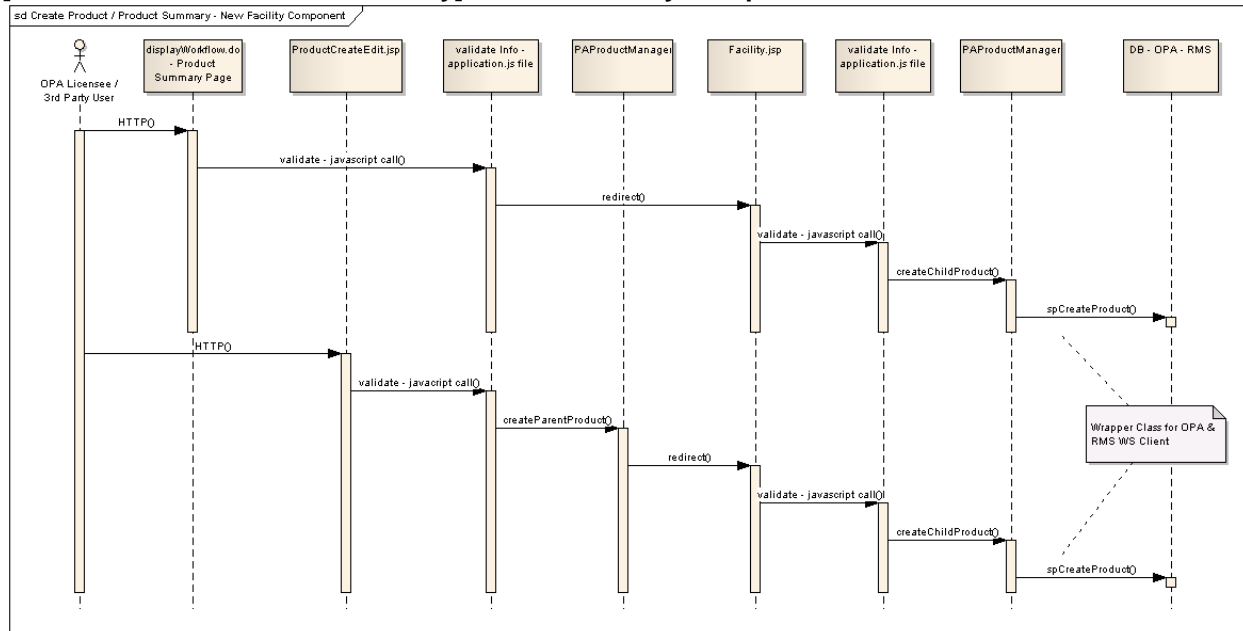 sd Create Product / Product Summary - New Facility Component
OPA Licensee /
3rd Party User
displayWorkflow.do
- Product
Summary Page
ProductCreateEdit.jsp
validate Info -
application.js file
PAProductManager
Facility.jsp
validate Info -
application.js file
PAProductManager
DB - OPA - RMS
HTTP()
validate - javascript call()
redirect()
validate - javascript call()
createChildProduct()
spCreateProduct()
HTTP()
validate - javacript call()
createParentProduct()
Wrapper Class for OPA &
RMS WS Client
redirect()
validate - javascript call()
createChildProduct()
spCreateProduct()